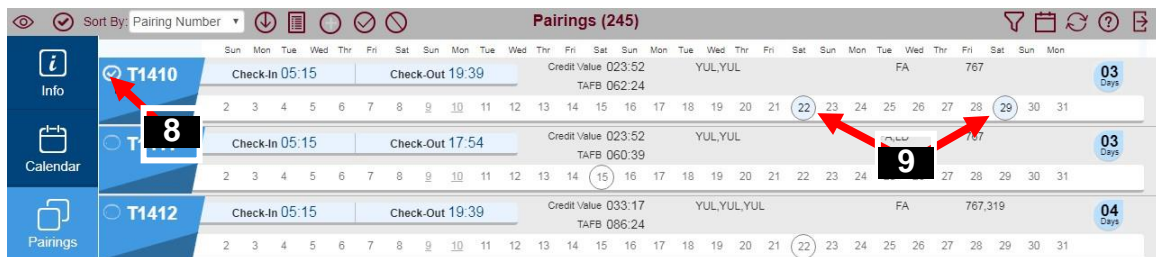 Sort By: Pairing Number Pairings (245)
Sun Mon Tue Wed Thr Fri Sat Sun Mon Tue Wed Thr Fri Sat Sun Mon Tue Wed Thr Fri Sat Sun Mon Tue Wed Thr Fri Sat Sun Mon
i
Info
T1410 Check-In 05:15 Check-Out 19:39 Credit Value 023:52 YUL,YUL FA 767 03
TAFB 062:24 Days
2 3 4 5 6 7 8 9 10 11 12 13 14 15 16 17 18 19 20 21 22 23 24 25 26 27 28 29 30 31
8
9
Calendar
Check-In 05:15 Check-Out 17:54 Credit Value 023:52 YUL,YUL 03
TAFB 060:39 Days
2 3 4 5 6 7 8 9 10 11 12 13 14 15 16 17 18 19 20 21 22 23 24 27 28 29 30 31
Pairings
T1412 Check-In 05:15 Check-Out 19:39 Credit Value 033:17 YUL,YUL,YUL FA 767,319 04
TAFB 086:24 Days
2 3 4 5 6 7 8 9 10 11 12 13 14 15 16 17 18 19 20 21 22 23 24 25 26 27 28 29 30 31